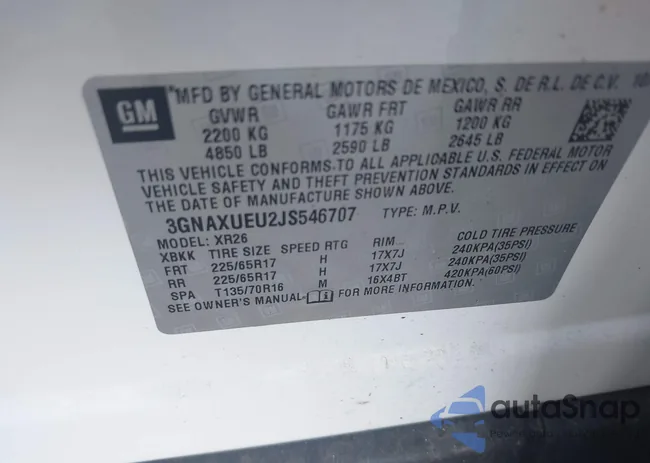 GM
*MFD BY GENERAL MOTORS DE MEXICO, S. DE R.L. DE C.V.
GVWR GAWR FRT GAWR RR
2200 KG 1175 KG 1200 KG
4850 LB 2590 LB 2645 LB
THIS VEHICLE CONFORMS TO ALL APPLICABLE U.S. FEDERAL MOTOR
VEHICLE SAFETY AND THEFT PREVENTION STANDARDS IN EFFECT ON
THE DATE OF MANUFACTURE SHOWN ABOVE.
3GNAXUEU2JS546707 TYPE: M.P.V.
MODEL: XR26
XBKK TIRE SIZE SPEED RTG RIM COLD TIRE PRESSURE
FRT 225/65R17 H 17X7J 240KPA(35PSI)
RR 225/65R17 H 17X7J 240KPA(35PSI)
SPA T135/70R16 M 16X4BT 420KPA(60PSI)
SEE OWNER'S MANUAL FOR MORE INFORMATION.
autoSnap